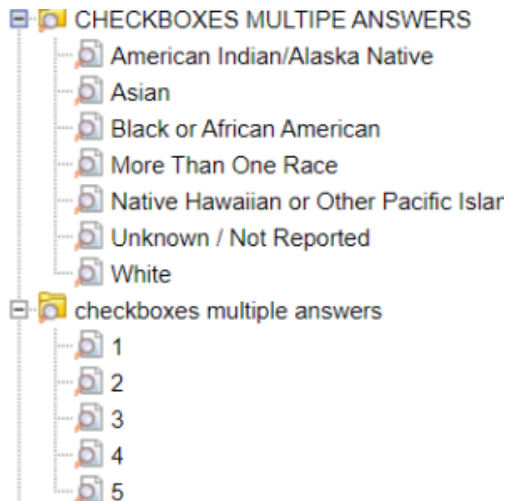 CHECKBOXES MULTIPE ANSWERS
American Indian/Alaska Native
Asian
Black or African American
More Than One Race
Native Hawaiian or Other Pacific Islan
Unknown / Not Reported
White
checkboxes multiple answers
1
2
3
4
5